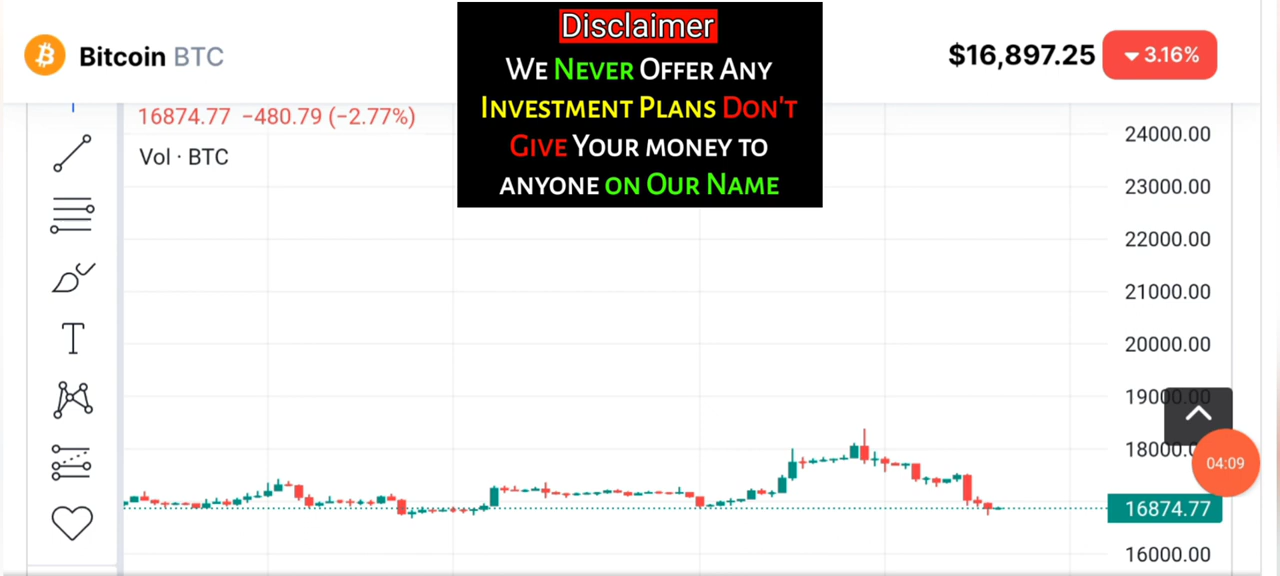 Disclaimer
Bitcoin BTC
$16,897.25
3.16%
We Never Offer Any
Investment Plans Don't
Give Your money to
anyone on Our Name
16874.77 −480.79 (−2.77%)
Vol · BTC
T
24000.00
23000.00
22000.00
21000.00
20000.00
19000.00
18000.00
04:09
16874.77
16000.00